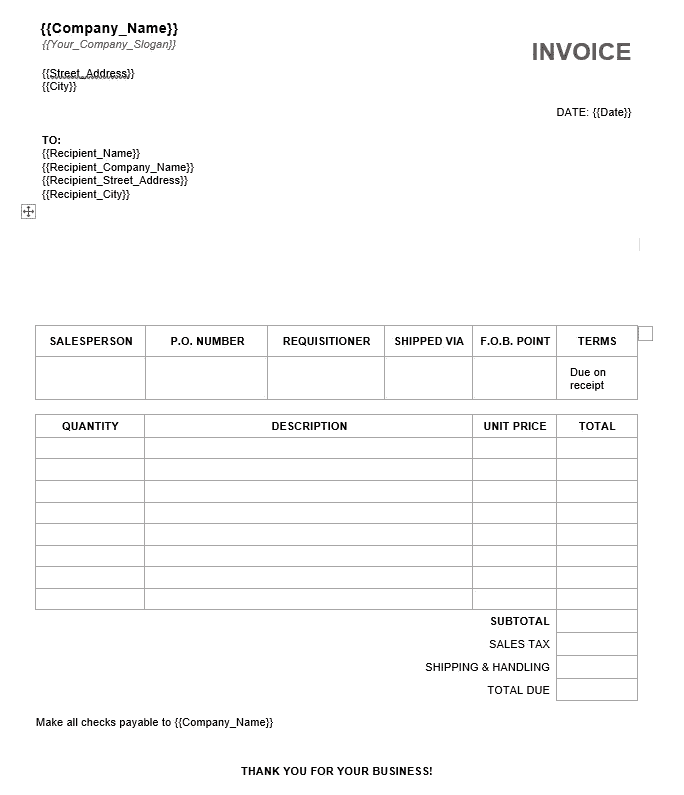 {{Company_Name}}
{{Your_Company_Slogan}}
INVOICE
{{Street_Address}}
{{City}}
DATE: {{Date}}
TO:
{{Recipient_Name}}
{{Recipient_Company_Name}}
{{Recipient_Street_Address}}
{{Recipient_City}}
SALESPERSON P.O. NUMBER REQUISITIONER SHIPPED VIA F.O.B. POINT TERMS
Due on
receipt
QUANTITY DESCRIPTION UNIT PRICE TOTAL
SUBTOTAL
SALES TAX
SHIPPING & HANDLING
TOTAL DUE
Make all checks payable to {{Company_Name}}
THANK YOU FOR YOUR BUSINESS!